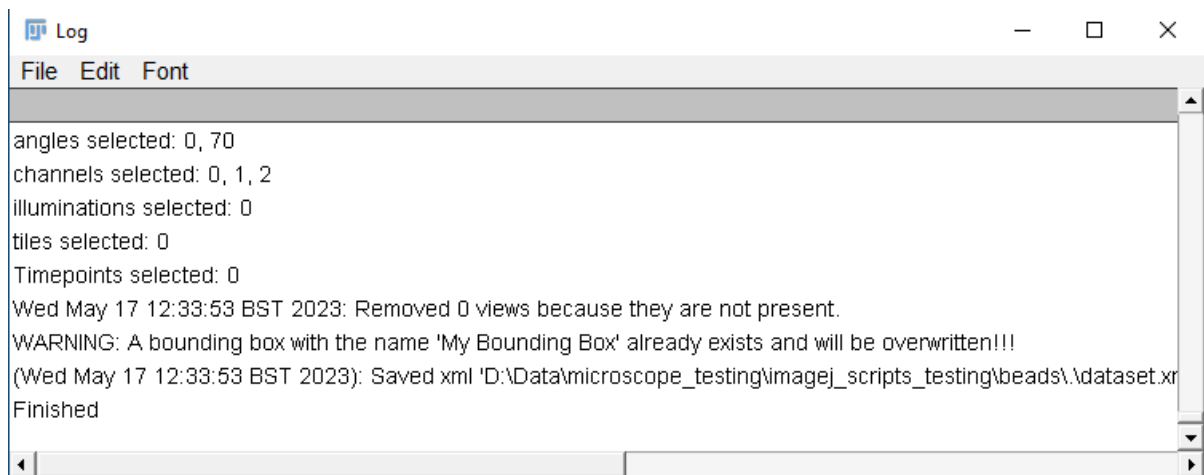 Log
File Edit Font
angles selected: 0, 70
channels selected: 0, 1, 2
illuminations selected: 0
tiles selected: 0
Timepoints selected: 0
Wed May 17 12:33:53 BST 2023: Removed 0 views because they are not present.
WARNING: A bounding box with the name 'My Bounding Box' already exists and will be overwritten!!!
(Wed May 17 12:33:53 BST 2023): Saved xml 'D:\Data\microscope_testing\imagej_scripts_testing\beads\.\dataset.xm
Finished